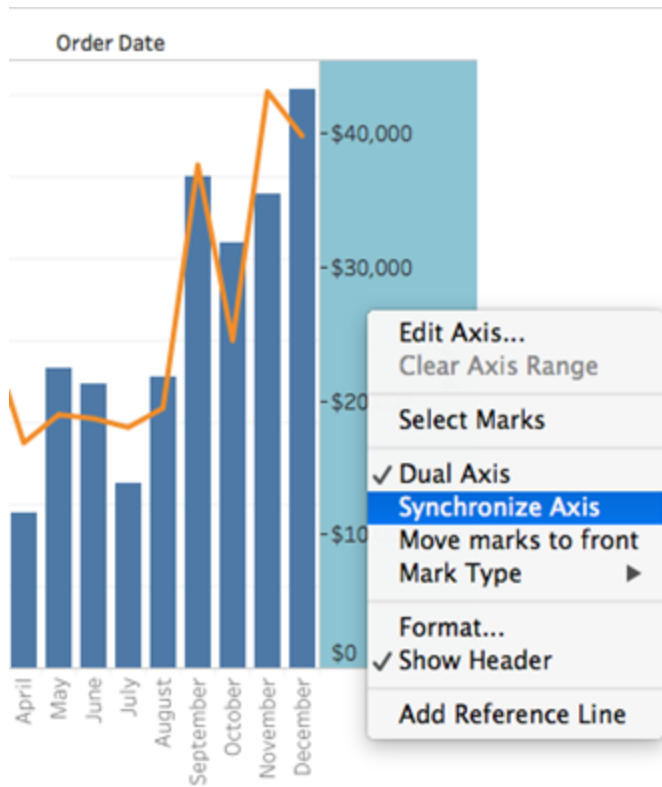 Order Date
$40,000
$30,000
$20
$10
$0
Edit Axis...
Clear Axis Range
Select Marks
✓ Dual Axis
Synchronize Axis
Move marks to front
Mark Type ▶
Format...
✓ Show Header
Add Reference Line
April
May
June
July
August
September
October
November
December